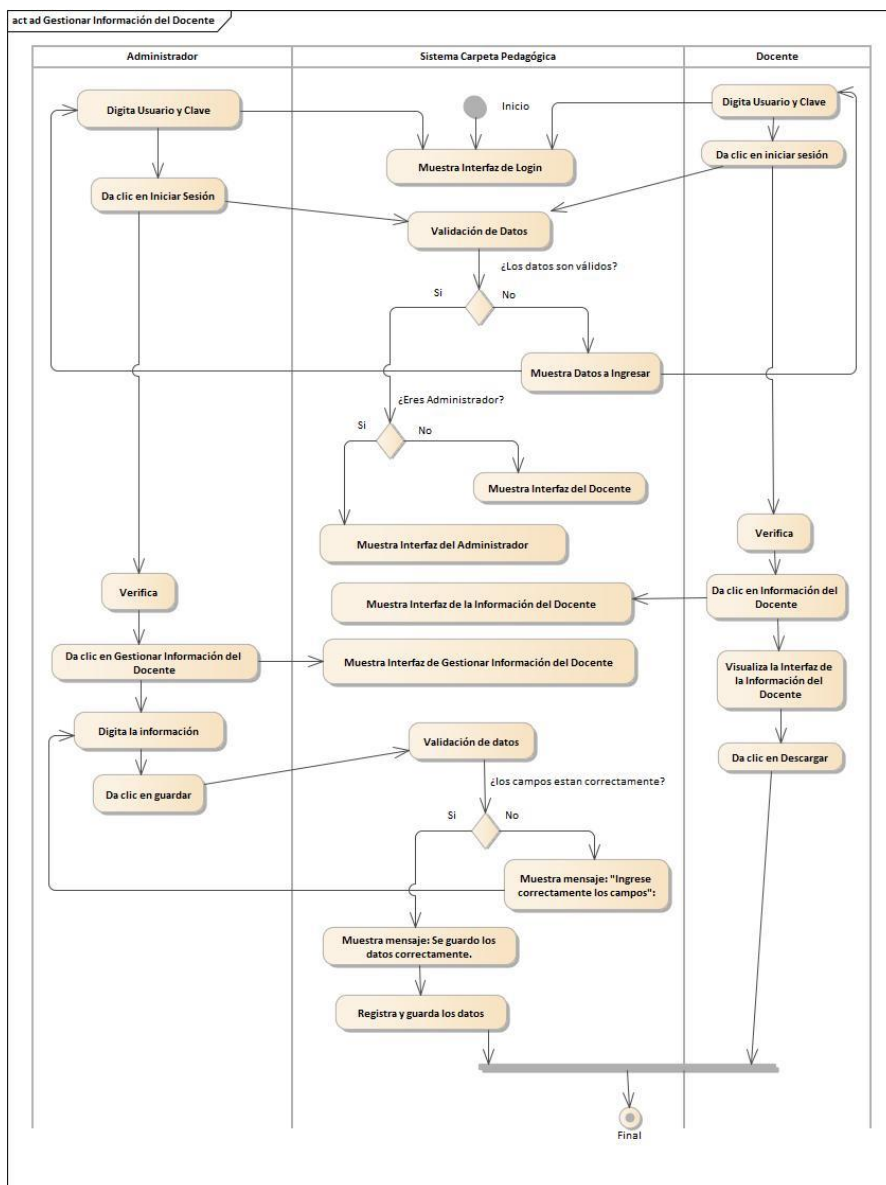 act ad Gestionar Información del Docente
Administrador
Sistema Carpeta Pedagógica
Docente
Digita Usuario y Clave
Inicio
Digita Usuario y Clave
Muestra Interfaz de Login
Da clic en iniciar sesión
Da clic en Iniciar Sesión
Validación de Datos
¿Los datos son válidos?
Si
No
Muestra Datos a Ingresar
¿Eres Administrador?
Si
No
Muestra Interfaz del Docente
Muestra Interfaz del Administrador
Verifica
Verifica
Muestra Interfaz de la Información del Docente
Da clic en Información del
Docente
Da clic en Gestionar Información del
Docente
Muestra Interfaz de Gestionar Información del Docente
Visualiza la Interfaz de
la Información del
Docente
Digita la información
Validación de datos
Da clic en Descargar
Da clic en guardar
¿los campos estan correctamente?
Si
No
Muestra mensaje: "Ingrese
correctamente los campos":
Muestra mensaje: Se guardo los
datos correctamente.
Registra y guarda los datos
Final